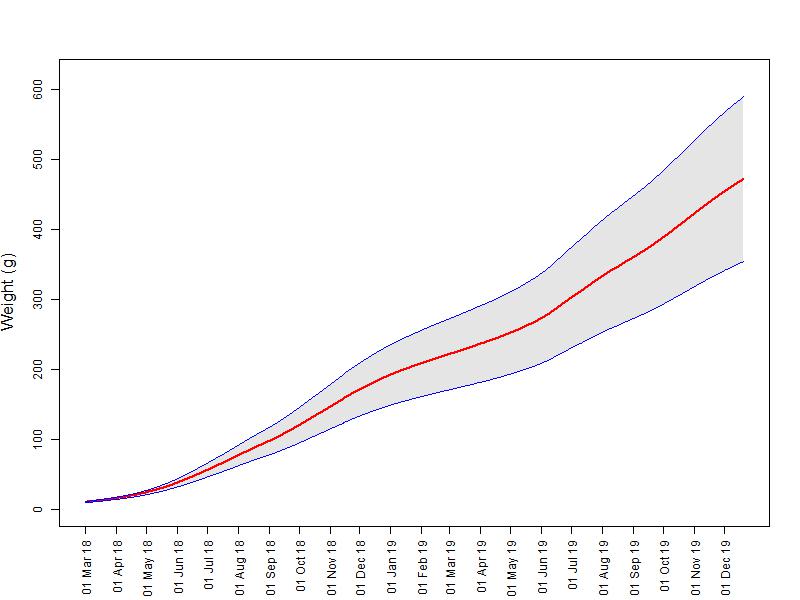 Weight (g)
600
500
400
300
200
100
0
01 Mar 18
01 Apr 18
01 May 18
01 Jun 18
01 Jul 18
01 Aug 18
01 Sep 18
01 Oct 18
01 Nov 18
01 Dec 18
01 Jan 19
01 Feb 19
01 Mar 19
01 Apr 19
01 May 19
01 Jun 19
01 Jul 19
01 Aug 19
01 Sep 19
01 Oct 19
01 Nov 19
01 Dec 19